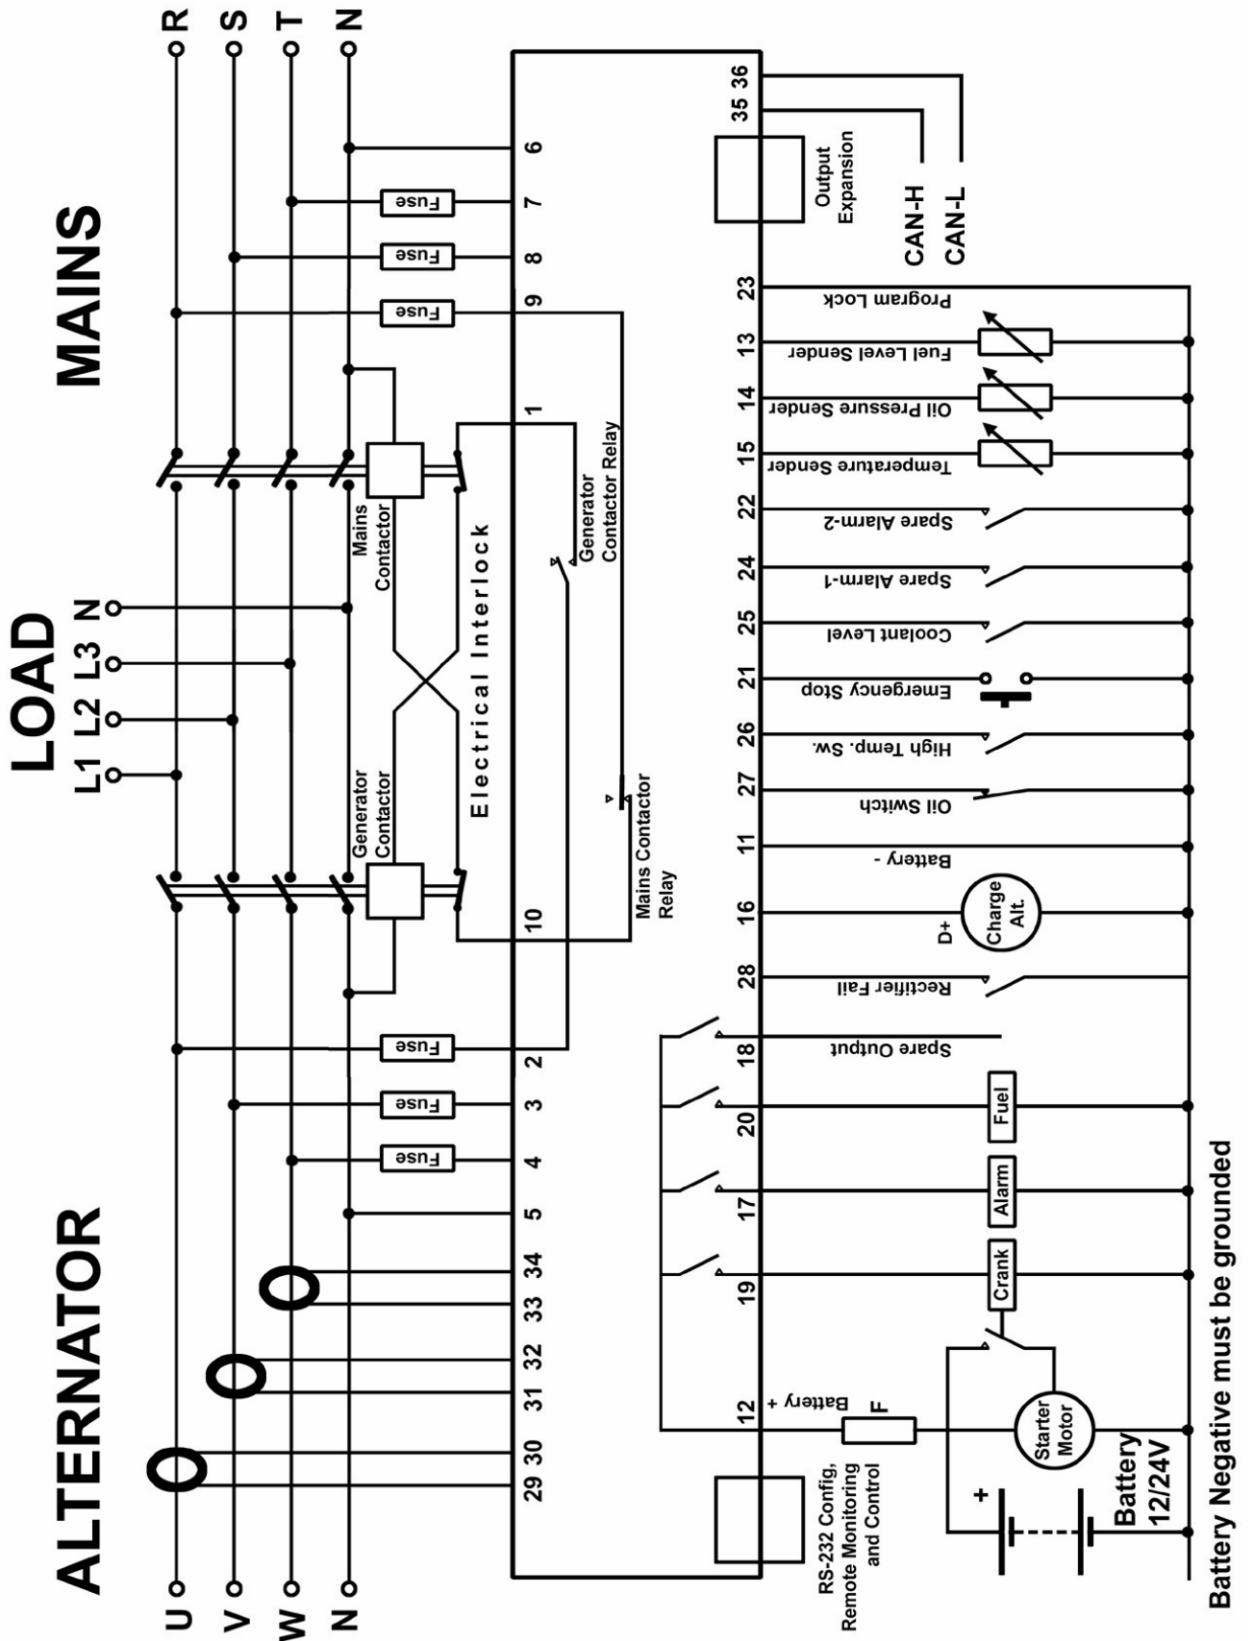 ALTERNATOR
LOAD
MAINS
L1 L2 L3 N
U
V
W
N
R
S
T
N
Generator
Contactor
Mains
Contactor
Electrical Interlock
Fuse
Fuse
Fuse
Fuse
Fuse
Fuse
29
30
31
32
33
34
5
4
3
2
10
1
9
8
7
6
Generator
Contactor Relay
Mains Contactor
Relay
12
19
17
20
18
28
16
11
27
26
21
25
24
22
15
14
13
23
35 36
RS-232 Config,
Remote Monitoring
and Control
Battery +
F
Spare Output
Rectifier Fail
D+
Battery -
Oil Switch
High Temp. Sw.
Emergency Stop
Coolant Level
Spare Alarm-1
Spare Alarm-2
Temperature Sender
Oil Pressure Sender
Fuel Level Sender
Program Lock
Output
Expansion
CAN-H
CAN-L
Crank
Alarm
Fuel
Charge
Alt.
Starter
Motor
+
Battery
12/24V
Battery Negative must be grounded